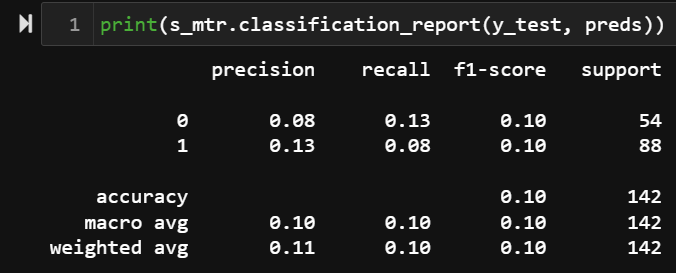 1 print(s_mtr.classification_report(y_test, preds))
precision recall f1-score support
0 0.08 0.13 0.10 54
1 0.13 0.08 0.10 88
accuracy 0.10 142
macro avg 0.10 0.10 0.10 142
weighted avg 0.11 0.10 0.10 142